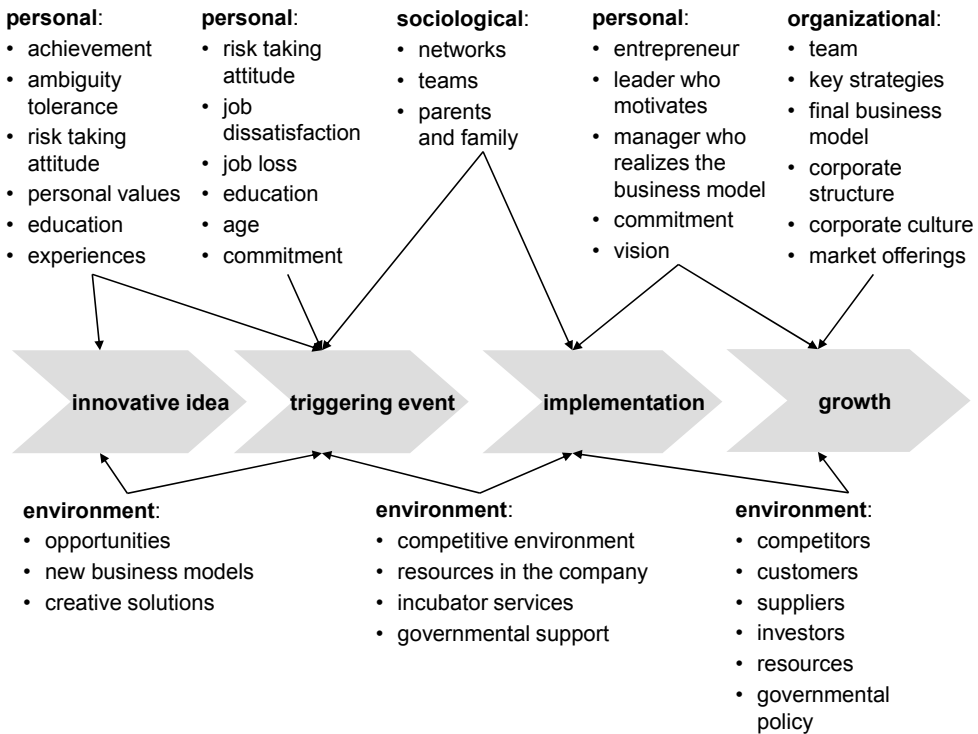 personal:
• achievement
• ambiguity
tolerance
• risk taking
attitude
• personal values
• education
• experiences
personal:
• risk taking
attitude
• job
dissatisfaction
• job loss
• education
• age
• commitment
sociological:
• networks
• teams
• parents
and family
personal:
• entrepreneur
• leader who
motivates
• manager who
realizes the
business model
• commitment
• vision
organizational:
• team
• key strategies
• final business
model
• corporate
structure
• corporate culture
• market offerings
innovative idea
triggering event
implementation
growth
environment:
• opportunities
• new business models
• creative solutions
environment:
• competitive environment
• resources in the company
• incubator services
• governmental support
environment:
• competitors
• customers
• suppliers
• investors
• resources
• governmental
policy